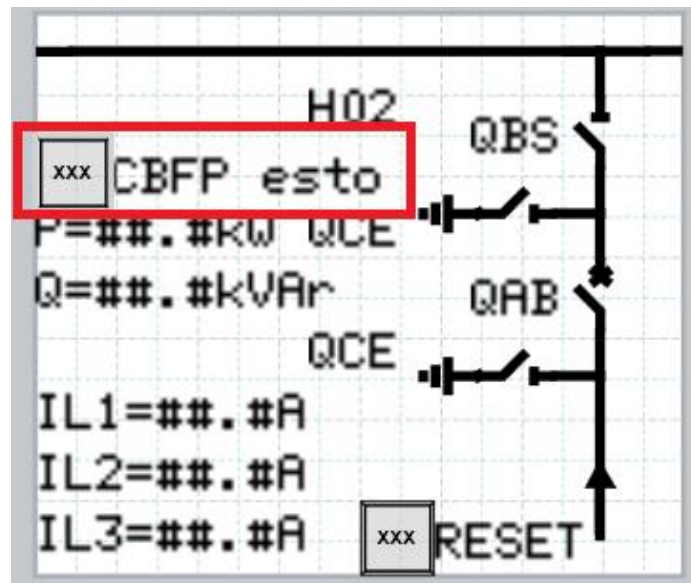 H02
QBS
xxx CBFP esto
P=##.#kW QCE
Q=##.#kVAr QAB
QCE
IL1=##.#A
IL2=##.#A
IL3=##.#A xxx RESET